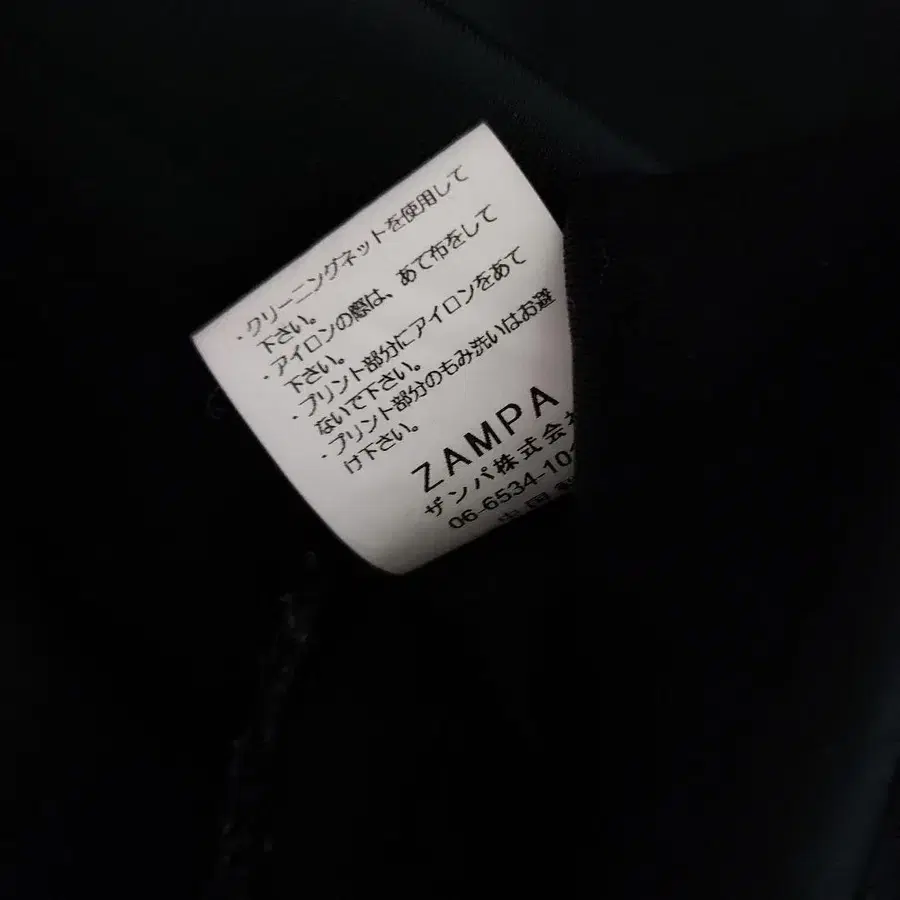 ・クリーニングネットを使用して
下さい。
・アイロンの際は、あて布をして
下さい。
・プリント部分にアイロンをあて
ないで下さい。
・プリント部分のもみ洗いはお避
け下さい。
ZAMPA
ザンパ株式会
06-6534-10
中国